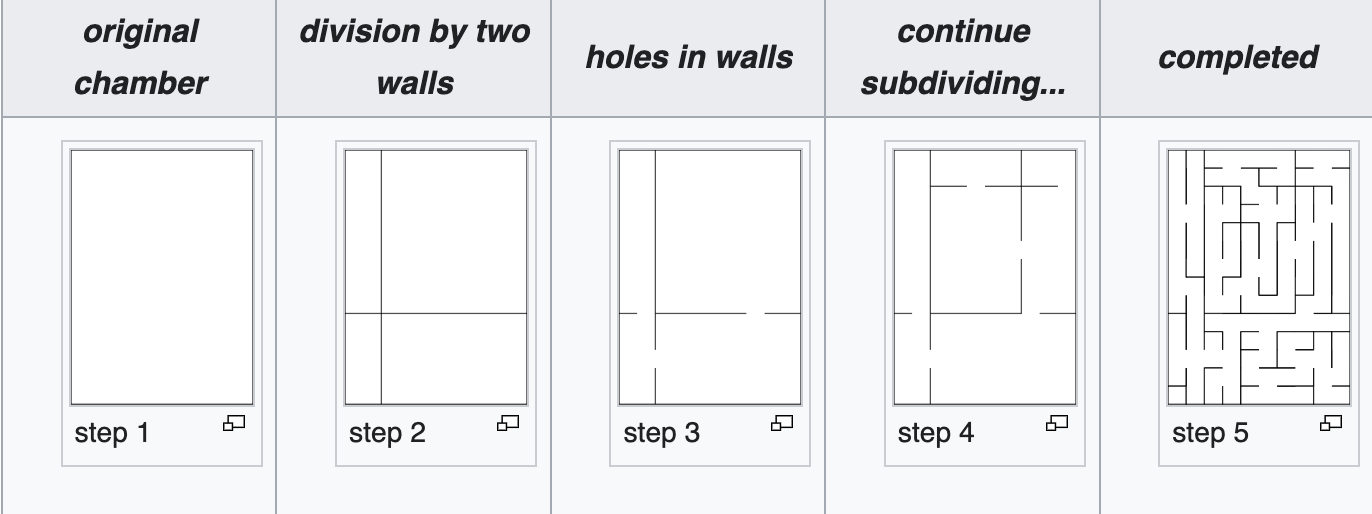 original
chamber
division by two
walls
holes in walls
continue
subdividing...
completed
step 1
step 2
step 3
step 4
step 5